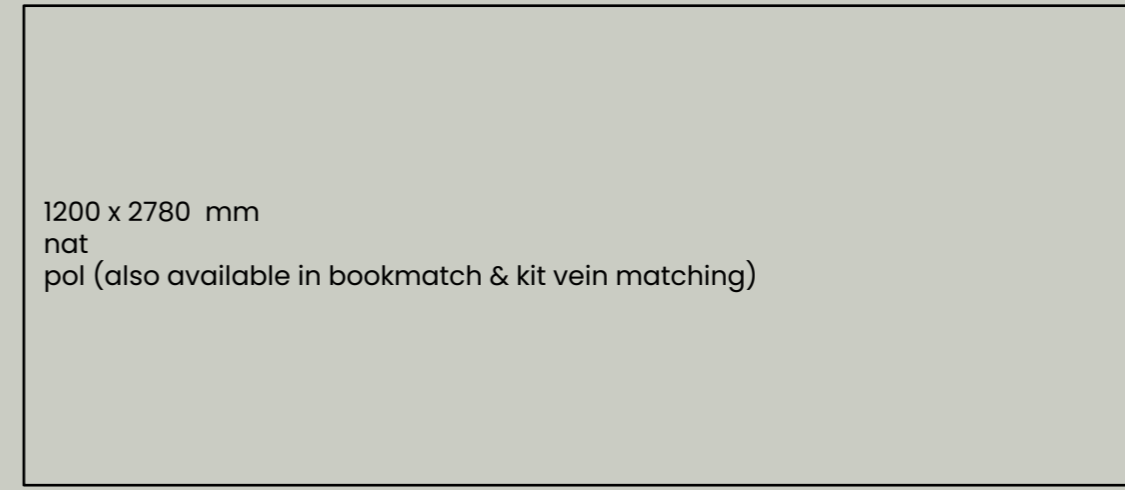 1200 x 2780  mm
nat
pol (also available in bookmatch & kit vein matching)